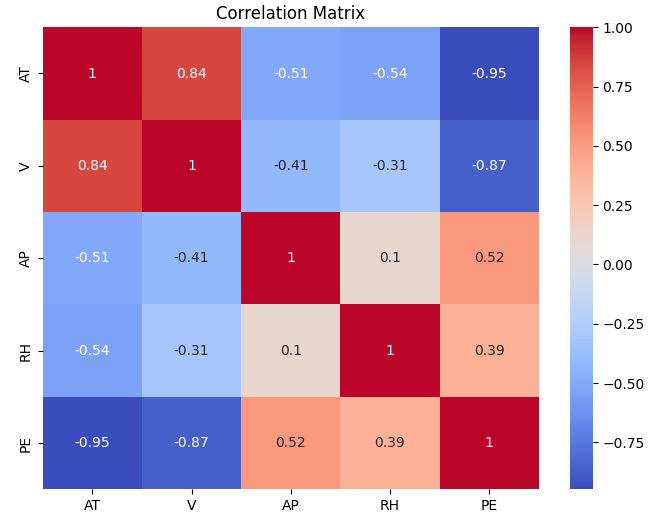 Correlation Matrix
AT 1 0.84 -0.51 -0.54 -0.95
V 0.84 1 -0.41 -0.31 -0.87
AP -0.51 -0.41 1 0.1 0.52
RH -0.54 -0.31 0.1 1 0.39
PE -0.95 -0.87 0.52 0.39 1
AT V AP RH PE
1.00
0.75
0.50
0.25
0.00
-0.25
-0.50
-0.75